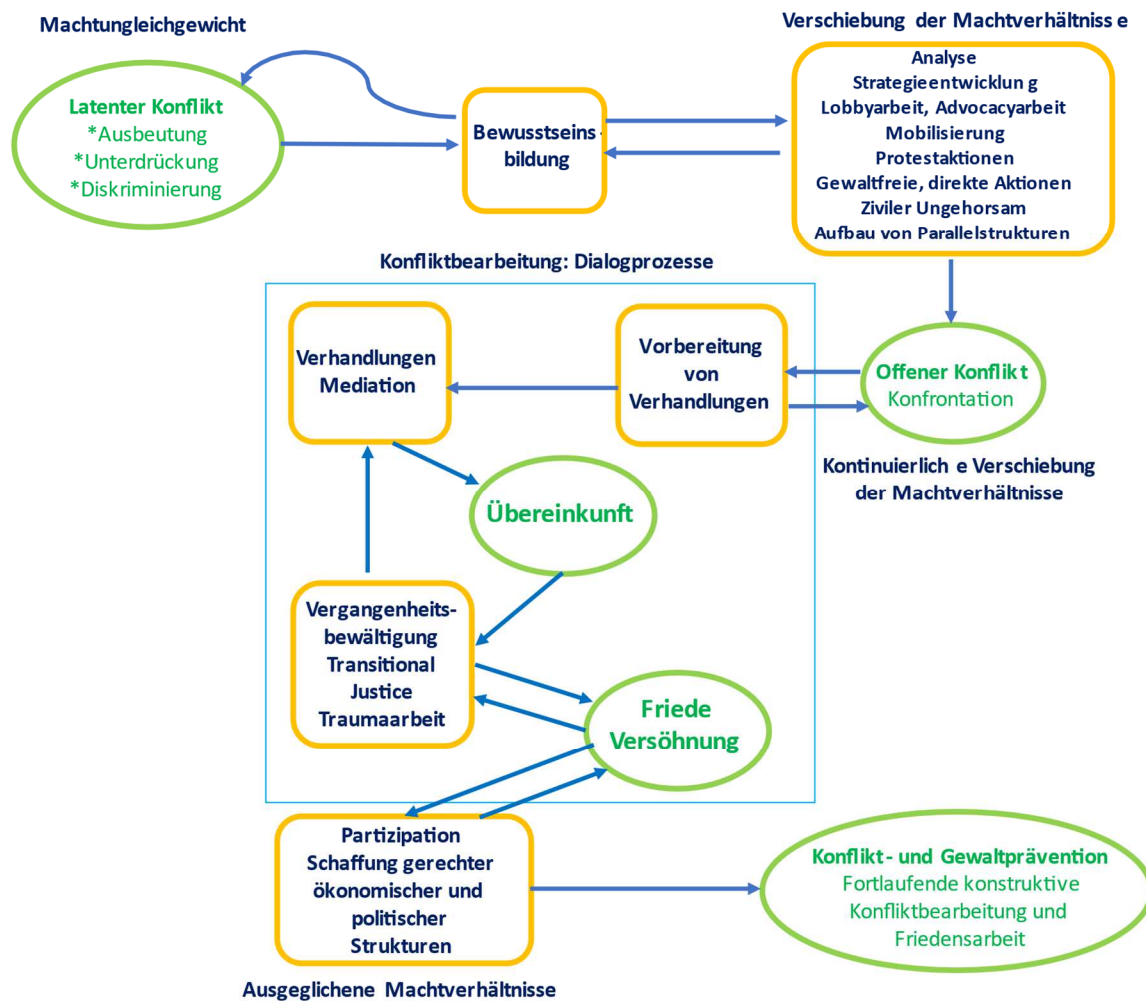 Machtungleichgewicht
Latenter Konflikt
*Ausbeutung
*Unterdrückung
*Diskriminierung
Bewusstseins-
bildung
Verschiebung der Machtverhältniss e
Analyse
Strategieentwicklun g
Lobbyarbeit, Advocacyarbeit
Mobilisierung
Protestaktionen
Gewaltfreie, direkte Aktionen
Ziviler Ungehorsam
Aufbau von Parallelstrukturen
Konfliktbearbeitung: Dialogprozesse
Verhandlungen
Mediation
Vorbereitung
von
Verhandlungen
Offener Konflikt
Konfrontation
Kontinuierlich e Verschiebung
der Machtverhältnisse
Übereinkunft
Vergangenheits-
bewältigung
Transitional
Justice
Traumaarbeit
Friede
Versöhnung
Partizipation
Schaffung gerechter
ökonomischer und
politischer
Strukturen
Ausgeglichene Machtverhältnisse
Konflikt- und Gewaltprävention
Fortlaufende konstruktive
Konfliktbearbeitung und
Friedensarbeit